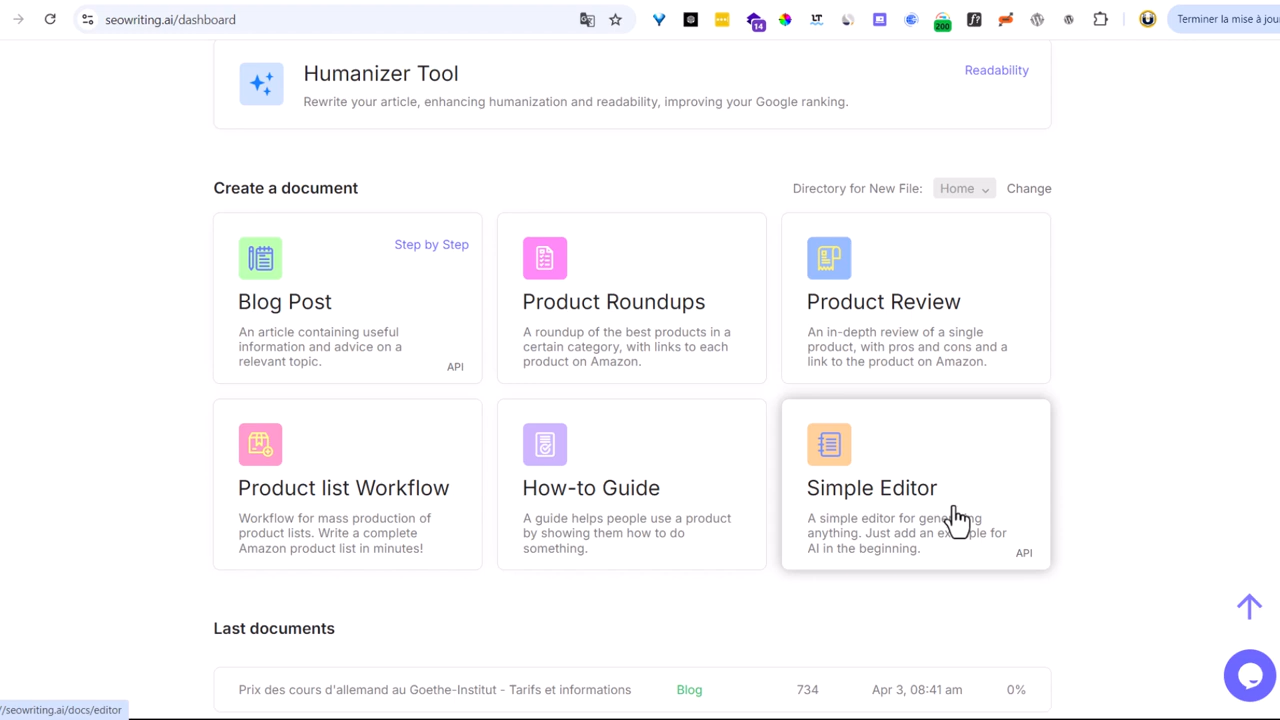 seowriting.ai/dashboard
14
200
Terminer la mise à jou
Humanizer Tool
Readability
Rewrite your article, enhancing humanization and readability, improving your Google ranking.
Create a document
Directory for New File: Home Change
Step by Step
Blog Post
An article containing useful
information and advice on a
relevant topic.
API
Product Roundups
A roundup of the best products in a
certain category, with links to each
product on Amazon.
Product Review
An in-depth review of a single
product, with pros and cons and a
link to the product on Amazon.
Product list Workflow
Workflow for mass production of
product lists. Write a complete
Amazon product list in minutes!
How-to Guide
A guide helps people use a product
by showing them how to do
something.
Simple Editor
A simple editor for generating
anything. Just add an example for
AI in the beginning.
API
Last documents
Prix des cours d'allemand au Goethe-Institut - Tarifs et informations Blog 734 Apr 3, 08:41 am 0%
//seowriting.ai/docs/editor